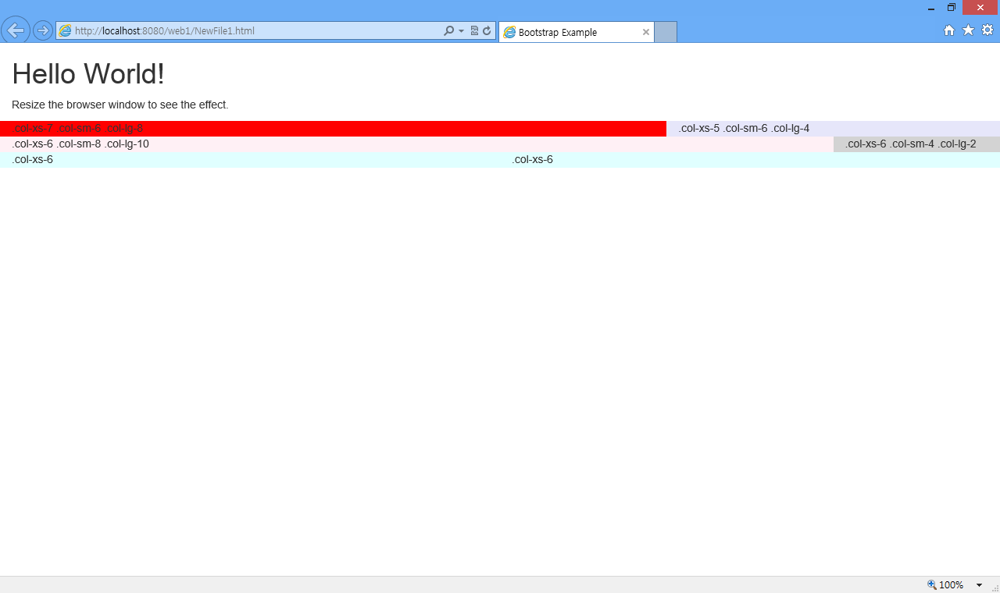 http://localhost:8080/web1/NewFile1.html
Bootstrap Example
Hello World!
Resize the browser window to see the effect.
.col-xs-7 .col-sm-6 .col-lg-8
.col-xs-5 .col-sm-6 .col-lg-4
.col-xs-6 .col-sm-8 .col-lg-10
.col-xs-6 .col-sm-4 .col-lg-2
.col-xs-6
.col-xs-6
100%